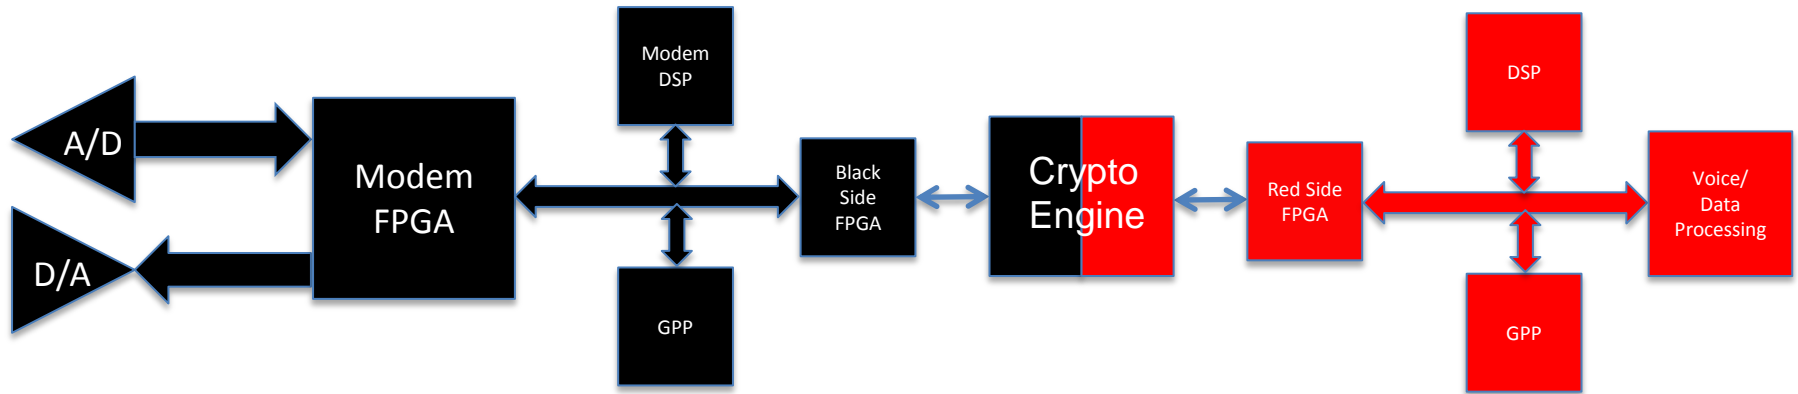 A/D
D/A
Modem
FPGA
Modem
DSP
GPP
Black
Side
FPGA
Crypto
Engine
Red Side
FPGA
DSP
GPP
Voice/
Data
Processing